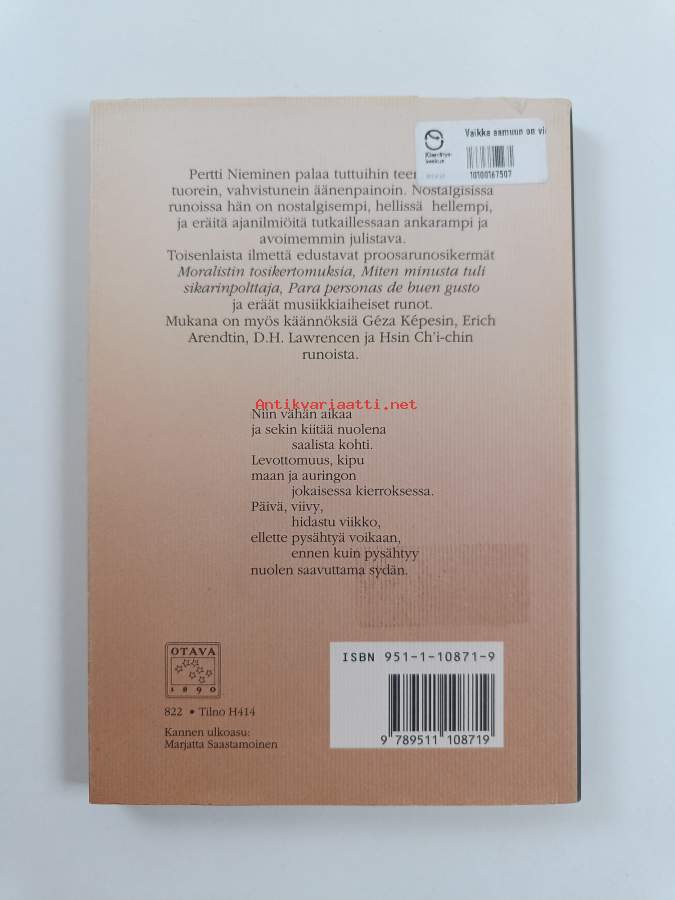 Vaikka aamuun on vi
10100167507
Pertti Nieminen palaa tuttuihin
tuorein, vahvistunein äänenpainoin. Nostalgisissa
runoissa hän on nostalgisempi, hellissä hellempi,
ja eräitä ajanilmiöitä tutkaillessaan ankarampi ja
avoimemmin julistava.
Toisenlaista ilmettä edustavat proosarunosikermät
Moralistin tosikertomuksia, Miten minusta tuli
sikarinpolttaja, Para personas de buen gusto
ja eräät musiikkiaiheiset runot.
Mukana on myös käännöksiä Géza Képesin, Erich
Arendtin, D.H. Lawrencen ja Hsin Ch'i-chin
runoista.
Antikvariaatti.net
Niin vähän aikaa
ja sekin kiitää nuolena
saalista kohti.
Levottomuus, kipu
maan ja auringon
jokaisessa kierroksessa.
Päivä, viivy,
hidastu viikko,
ellette pysähtyä voikaan,
ennen kuin pysähtyy
nuolen saavuttama sydän.
OTAVA
1890
822 • Tilno H414
Kannen ulkoasu:
Marjatta Saastamoinen
ISBN 951-1-10871-9
9 789511 108719